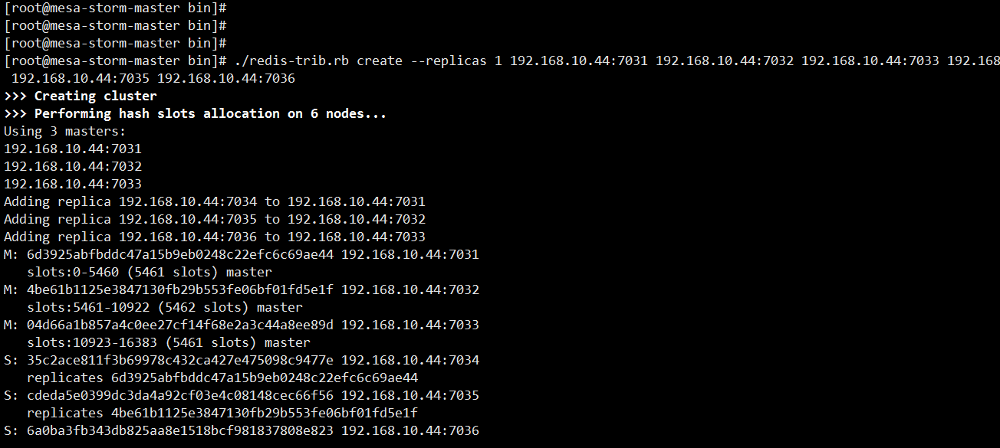 [root@mesa-storm-master bin]#
[root@mesa-storm-master bin]#
[root@mesa-storm-master bin]#
[root@mesa-storm-master bin]# ./redis-trib.rb create --replicas 1 192.168.10.44:7031 192.168.10.44:7032 192.168.10.44:7033 192.168
192.168.10.44:7035 192.168.10.44:7036
>>> Creating cluster
>>> Performing hash slots allocation on 6 nodes...
Using 3 masters:
192.168.10.44:7031
192.168.10.44:7032
192.168.10.44:7033
Adding replica 192.168.10.44:7034 to 192.168.10.44:7031
Adding replica 192.168.10.44:7035 to 192.168.10.44:7032
Adding replica 192.168.10.44:7036 to 192.168.10.44:7033
M: 6d3925abfbddc47a15b9eb0248c22efc6c69ae44 192.168.10.44:7031
slots:0-5460 (5461 slots) master
M: 4be61b1125e3847130fb29b553fe06bf01fd5e1f 192.168.10.44:7032
slots:5461-10922 (5462 slots) master
M: 04d66a1b857a4c0ee27cf14f68e2a3c44a8ee89d 192.168.10.44:7033
slots:10923-16383 (5461 slots) master
S: 35c2ace811f3b69978c432ca427e475098c9477e 192.168.10.44:7034
replicates 6d3925abfbddc47a15b9eb0248c22efc6c69ae44
S: cdeda5e0399dc3da4a92cf03e4c08148cec66f56 192.168.10.44:7035
replicates 4be61b1125e3847130fb29b553fe06bf01fd5e1f
S: 6a0ba3fb343db825aa8e1518bcf981837808e823 192.168.10.44:7036